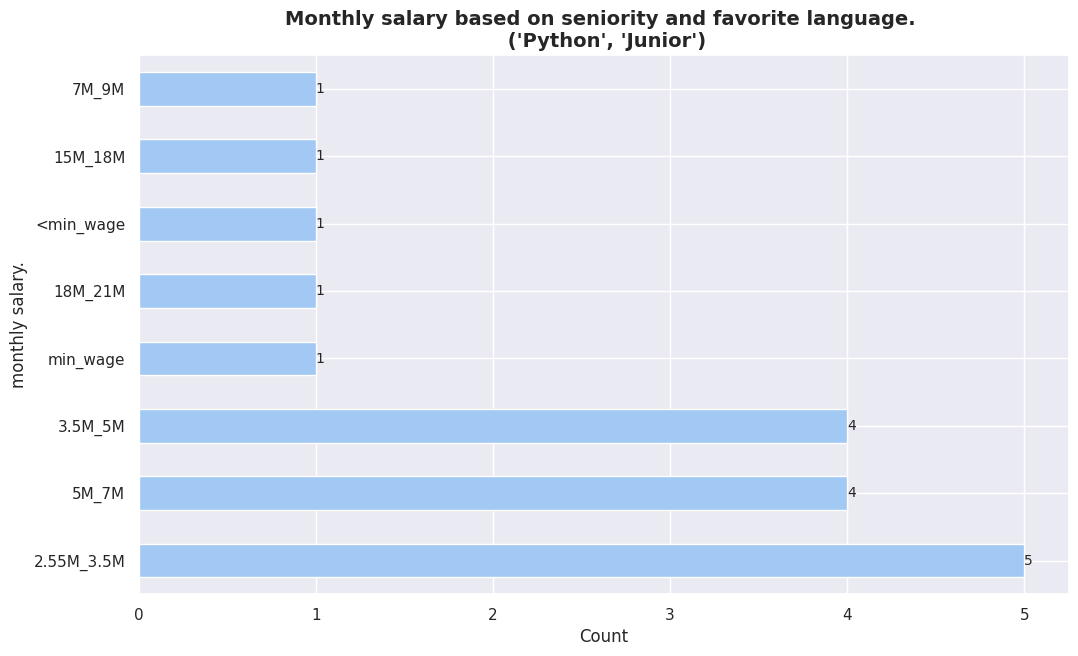 Monthly salary based on seniority and favorite language.
('Python', 'Junior')
7M_9M
1
15M_18M
1
<min_wage
1
18M_21M
1
min_wage
1
3.5M_5M
4
5M_7M
4
2.55M_3.5M
5
monthly salary.
0 1 2 3 4 5
Count